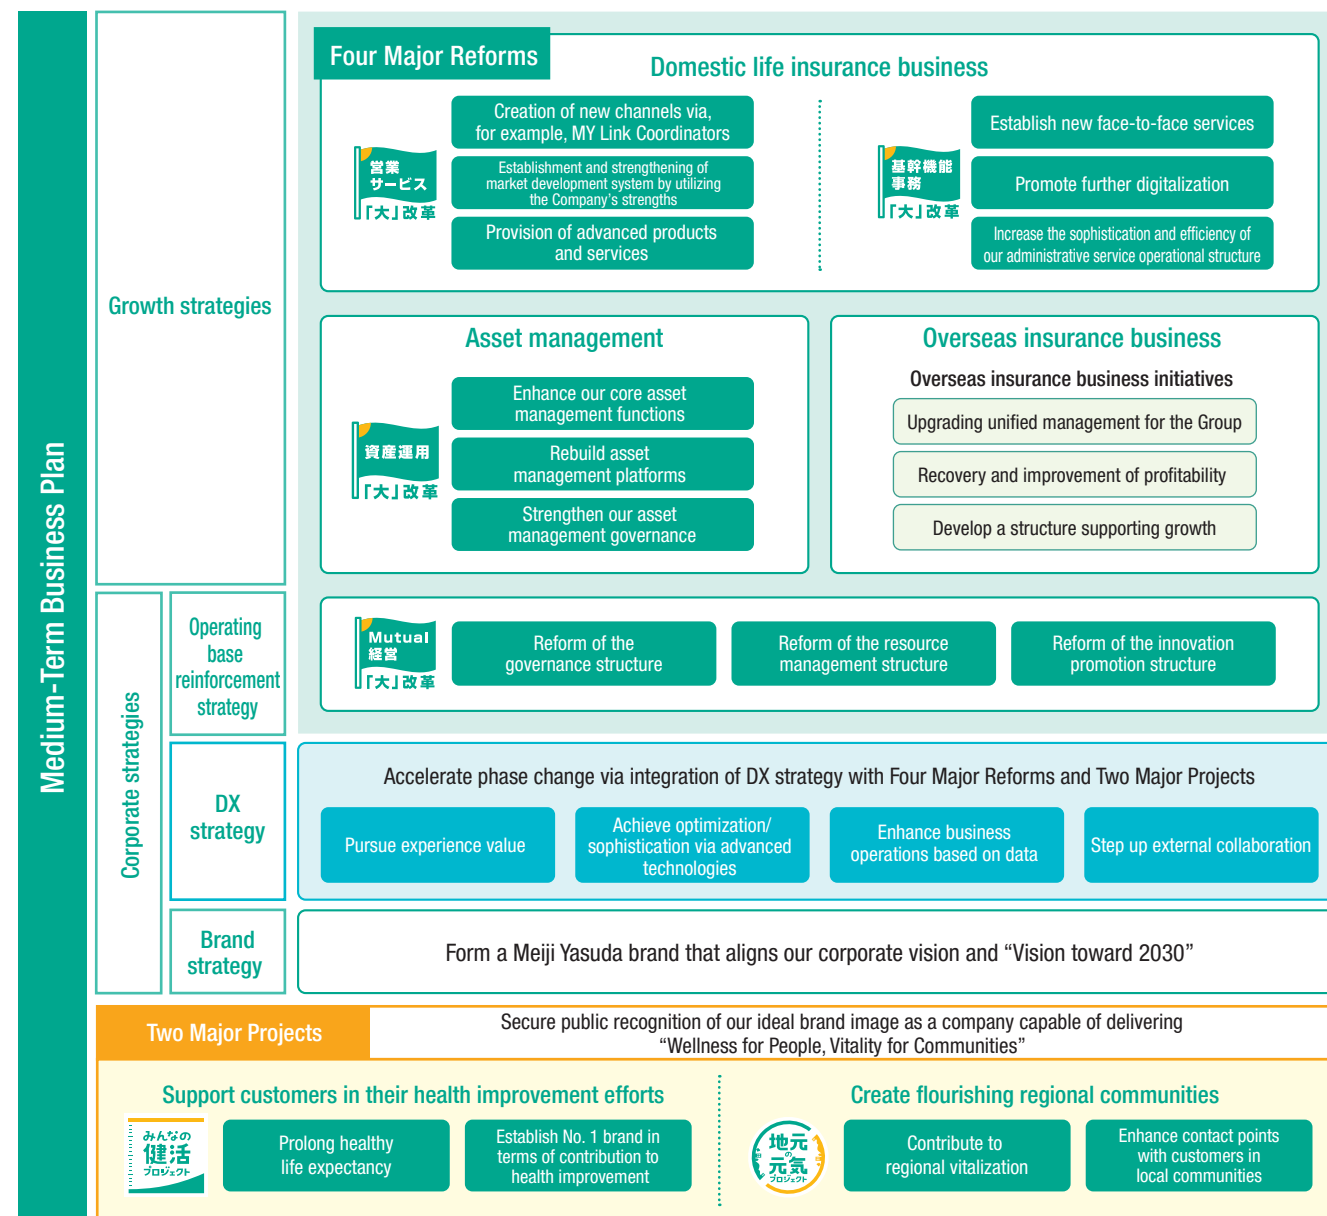 Medium-Term Business Plan
Growth strategies
Four Major Reforms
Domestic life insurance business
営業
サービス
「大」改革
Creation of new channels via,
for example, MY Link Coordinators
Establishment and strengthening of
market development system by utilizing
the Company's strengths
Provision of advanced products
and services
基幹機能
事務
「大」改革
Establish new face-to-face services
Promote further digitalization
Increase the sophistication and efficiency of
our administrative service operational structure
Asset management
資産運用
「大」改革
Enhance our core asset
management functions
Rebuild asset
management platforms
Strengthen our asset
management governance
Overseas insurance business
Overseas insurance business initiatives
Upgrading unified management for the Group
Recovery and improvement of profitability
Develop a structure supporting growth
Corporate strategies
Operating
base
reinforcement
strategy
Mutual
経営
「大」改革
Reform of the
governance structure
Reform of the resource
management structure
Reform of the innovation
promotion structure
DX
strategy
Accelerate phase change via integration of DX strategy with Four Major Reforms and Two Major Projects
Pursue experience value
Achieve optimization/
sophistication via advanced
technologies
Enhance business
operations based on data
Step up external collaboration
Brand
strategy
Form a Meiji Yasuda brand that aligns our corporate vision and “Vision toward 2030”
Two Major Projects
Secure public recognition of our ideal brand image as a company capable of delivering
“Wellness for People, Vitality for Communities”
Support customers in their health improvement efforts
みんなの
健活
プロジェクト
Prolong healthy
life expectancy
Establish No. 1 brand in
terms of contribution to
health improvement
Create flourishing regional communities
地元
の
元気
プロジェクト
Contribute to
regional vitalization
Enhance contact points
with customers in
local communities